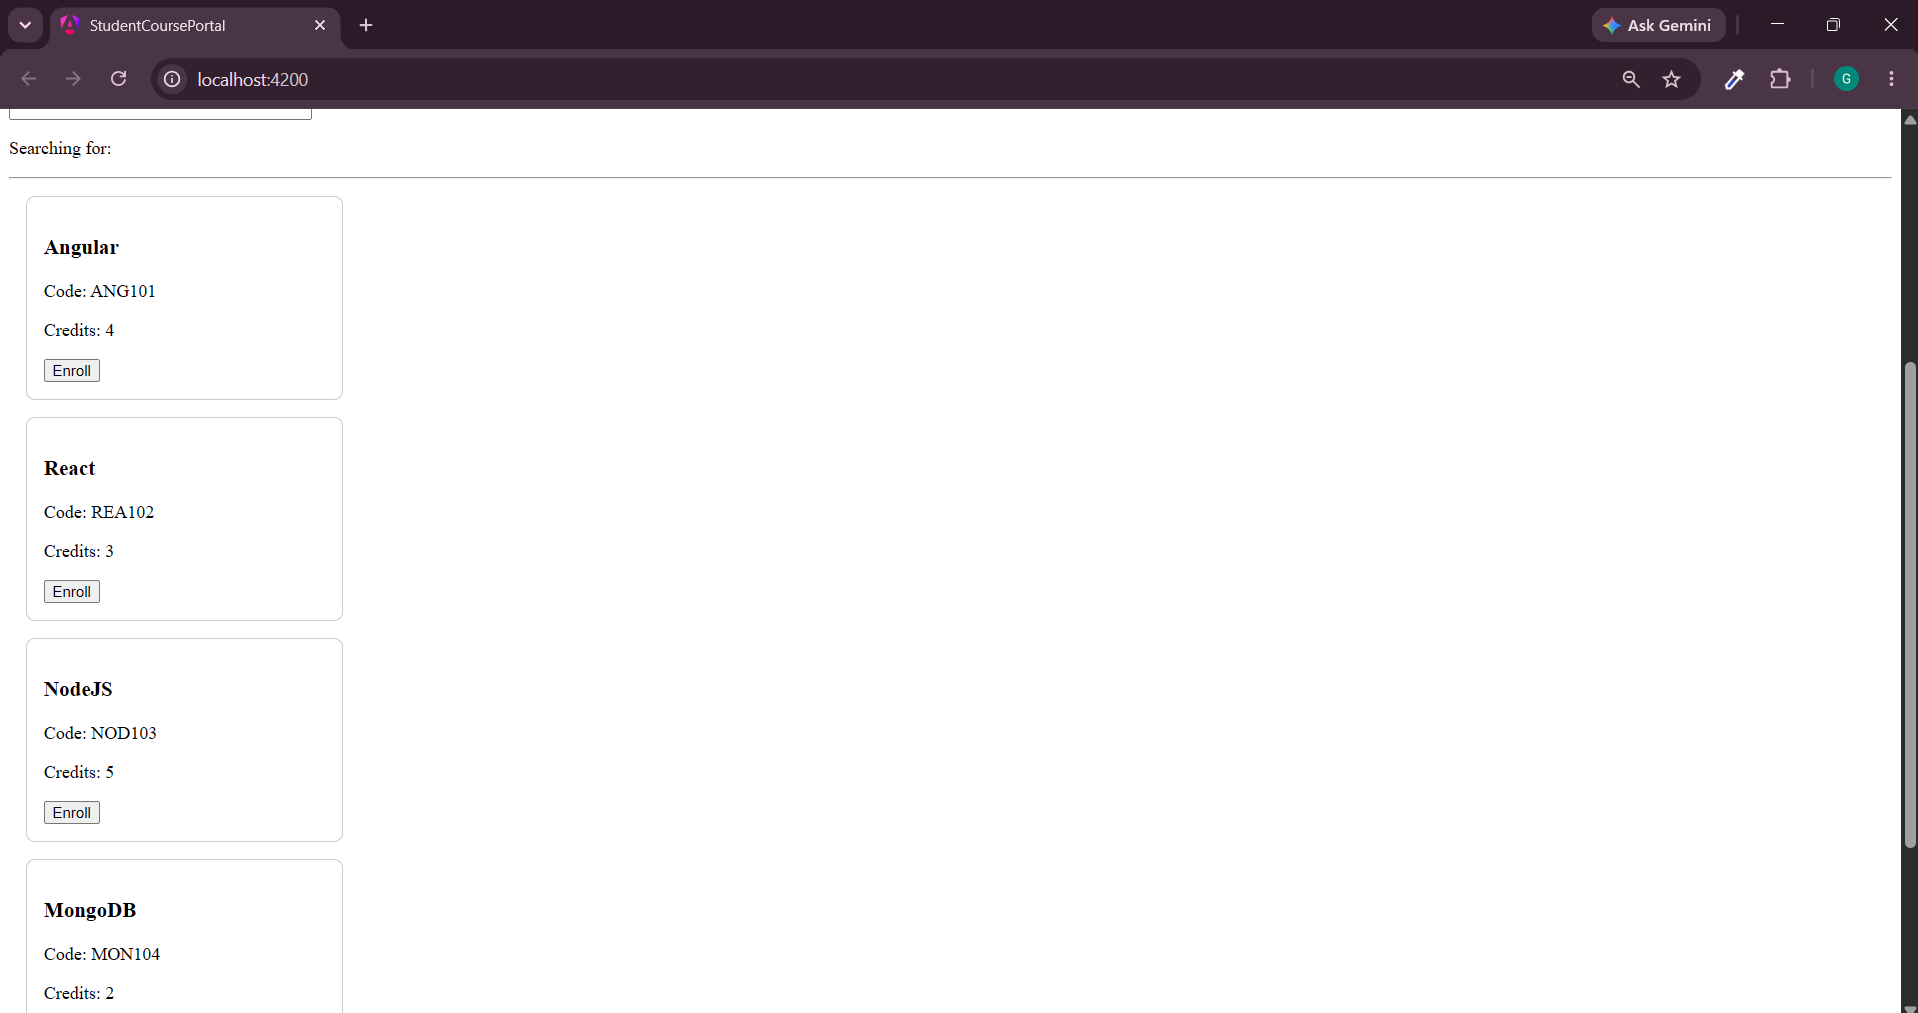 StudentCoursePortal
Ask Gemini
localhost:4200
G
Searching for:
Angular
Code: ANG101
Credits: 4
Enroll
React
Code: REA102
Credits: 3
Enroll
NodeJS
Code: NOD103
Credits: 5
Enroll
MongoDB
Code: MON104
Credits: 2